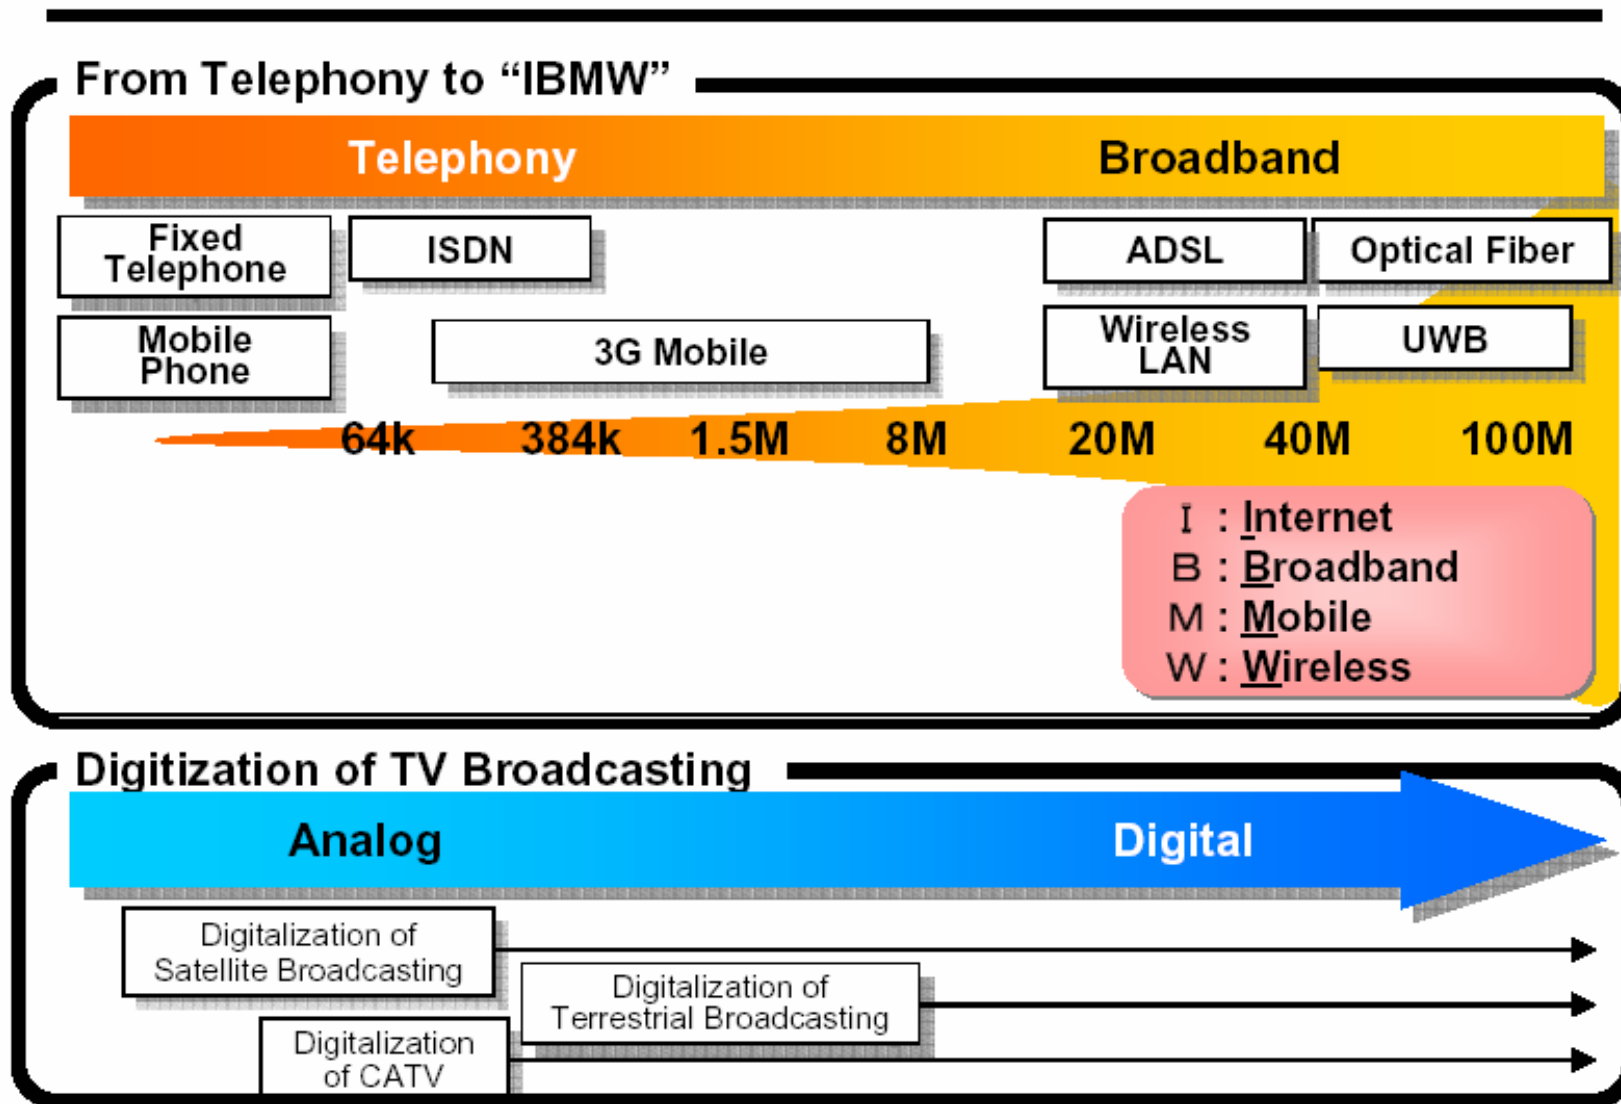 From Telephony to “IBMW”
Telephony Broadband
Fixed
Telephone
ISDN
ADSL
Optical Fiber
Mobile
Phone
3G Mobile
Wireless
LAN
UWB
64k 384k 1.5M 8M 20M 40M 100M
I : Internet
B : Broadband
M : Mobile
W : Wireless
Digitization of TV Broadcasting
Analog Digital
Digitalization of
Satellite Broadcasting
Digitalization of
Terrestrial Broadcasting
Digitalization
of CATV